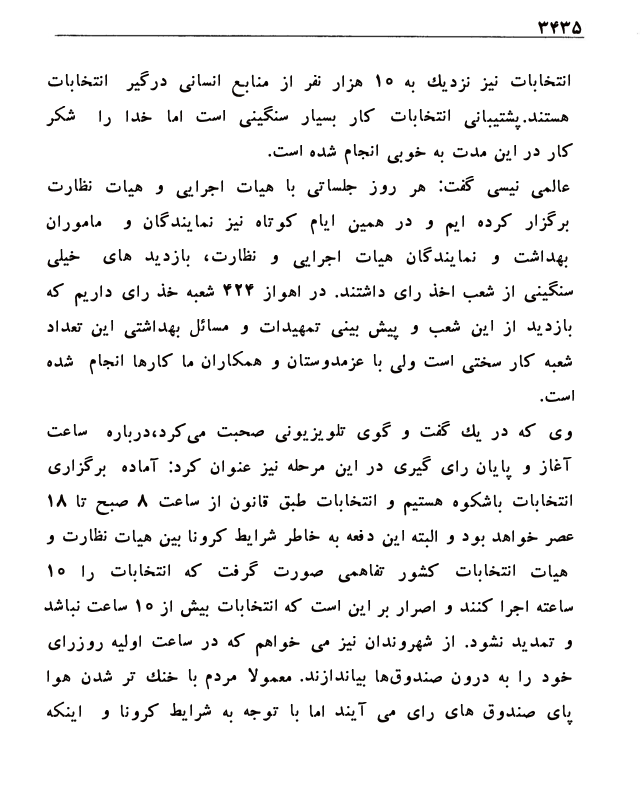 ۳۴۳۵
انتخابات نیز نزدیك به ۱۰ هزار نفر از منابع انسانی درگیر انتخابات
هستند.پشتیبانی انتخابات کار بسیار سنگینی است اما خدا را شکر
کار در این مدت به خوبی انجام شده است.
عالمی نیسی گفت: هر روز جلساتی با هیات اجرایی و هیات نظارت
برگزار کرده ایم و در همین ایام کوتاه نیز نمایندگان و ماموران
بهداشت و نمایندگان هیات اجرایی و نظارت، بازدید های خیلی
سنگینی از شعب اخذ رای داشتند. در اهواز ۴۲۴ شعبه خذ رای داریم که
بازدید از این شعب و پیش بینی تمهیدات و مسائل بهداشتی این تعداد
شعبه کار سختی است ولی با عزمدوستان و همکاران ما کارها انجام شده
است.
وی که در یك گفت و گوی تلویزیونی صحبت می‌کرد،درباره ساعت
آغاز و پایان رای گیری در این مرحله نیز عنوان کرد: آماده برگزاری
انتخابات باشکوه هستیم و انتخابات طبق قانون از ساعت ۸ صبح تا ۱۸
عصر خواهد بود و البته این دفعه به خاطر شرایط کرونا بین هیات نظارت و
هیات انتخابات کشور تفاهمی صورت گرفت که انتخابات را ۱۰
ساعته اجرا کنند و اصرار بر این است که انتخابات بیش از ۱۰ ساعت نباشد
و تمدید نشود. از شهروندان نیز می خواهم که در ساعت اولیه روزرای
خود را به درون صندوق‌ها بیاندازند. معمولا مردم با خنك تر شدن هوا
پای صندوق های رای می آیند اما با توجه به شرایط کرونا و اینکه